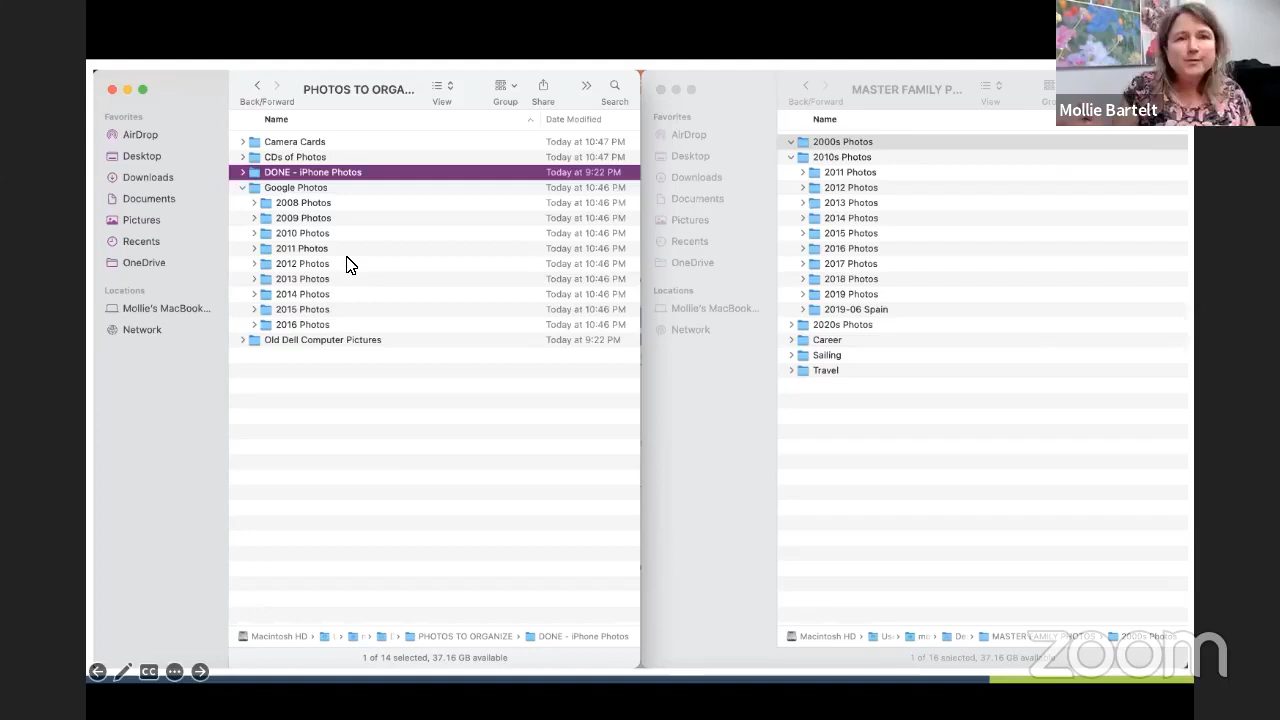 PHOTOS TO ORGA...
Back/Forward
View
Group
Share
Search
Favorites
AirDrop
Desktop
Downloads
Documents
Pictures
Recents
OneDrive
Locations
Mollie's MacBook...
Network
Name
Date Modified
Camera Cards Today at 10:47 PM
CDs of Photos Today at 10:47 PM
DONE - iPhone Photos Today at 9:22 PM
Google Photos Today at 10:46 PM
2008 Photos Today at 10:46 PM
2009 Photos Today at 10:46 PM
2010 Photos Today at 10:46 PM
2011 Photos Today at 10:46 PM
2012 Photos Today at 10:46 PM
2013 Photos Today at 10:46 PM
2014 Photos Today at 10:46 PM
2015 Photos Today at 10:46 PM
2016 Photos Today at 10:46 PM
Old Dell Computer Pictures Today at 9:22 PM
Macintosh HD PHOTOS TO ORGANIZE DONE - iPhone Photos
1 of 14 selected, 37.16 GB available
CC
MASTER FAMILY P...
Back/Forward
View
Favorites
AirDrop
Desktop
Downloads
Documents
Pictures
Recents
OneDrive
Locations
Mollie's MacBook...
Network
Name
2000s Photos
2010s Photos
2011 Photos
2012 Photos
2013 Photos
2014 Photos
2015 Photos
2016 Photos
2017 Photos
2018 Photos
2019 Photos
2019-06 Spain
2020s Photos
Career
Sailing
Travel
Macintosh HD Us mo De MASTER FAMILY PHOTOS 2000s Photos
1 of 16 selected, 37.16 GB available
Mollie Bartelt
zoom